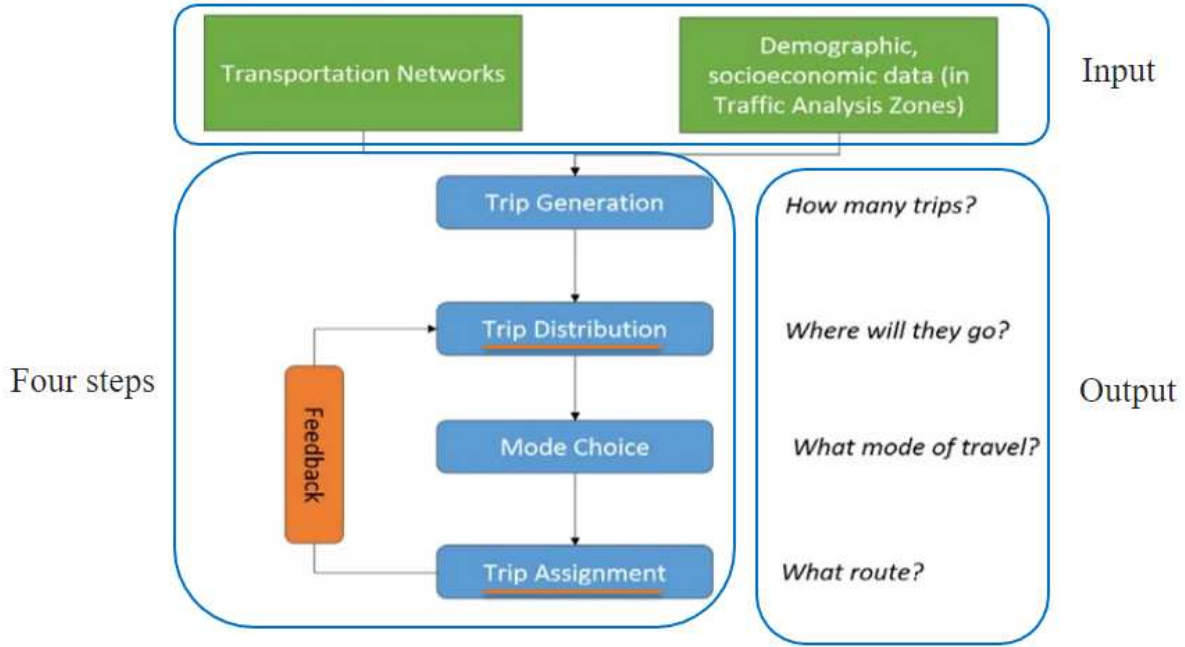 Transportation Networks
Demographic,
socioeconomic data (in
Traffic Analysis Zones)
Input
Trip Generation
How many trips?
Trip Distribution
Where will they go?
Four steps
Feedback
Output
Mode Choice
What mode of travel?
Trip Assignment
What route?